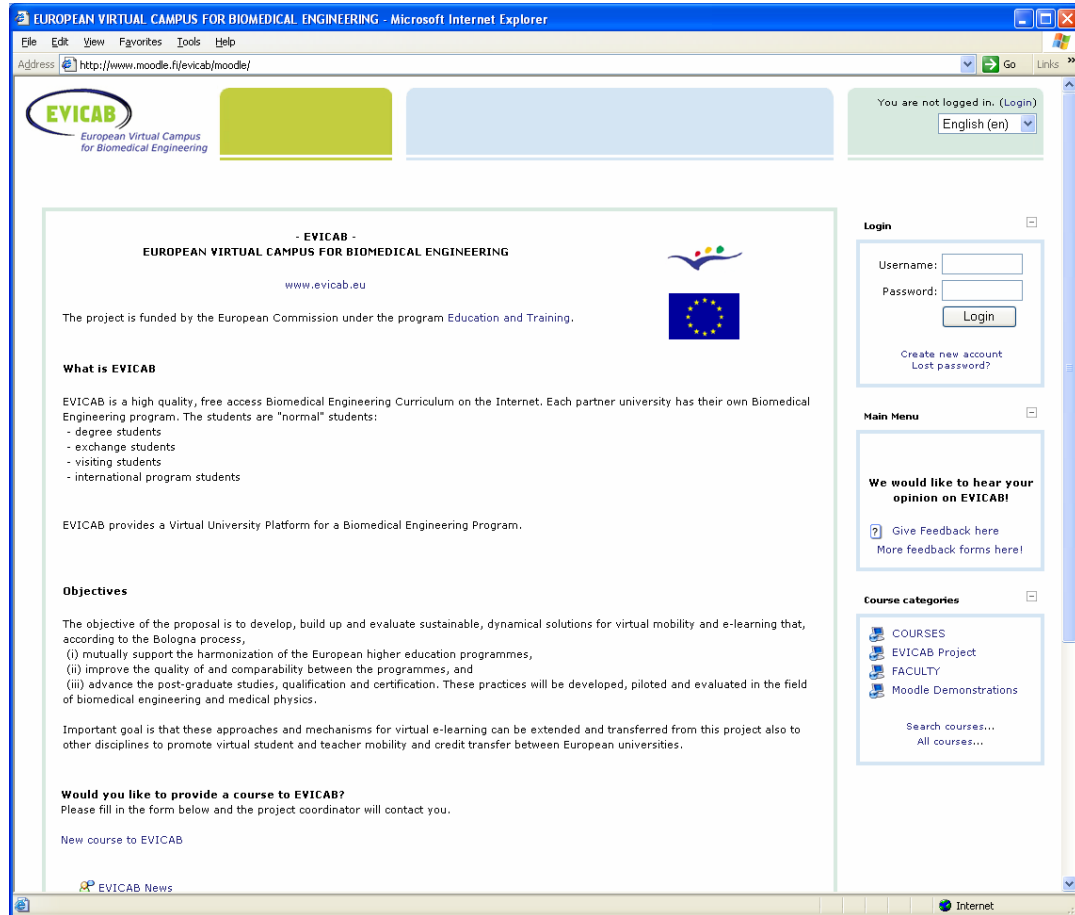 EUROPEAN VIRTUAL CAMPUS FOR BIOMEDICAL ENGINEERING - Microsoft Internet Explorer
File Edit View Favorites Tools Help
Address http://www.moodle.fi/evicab/moodle/ Go Links »
EVICAB
European Virtual Campus
for Biomedical Engineering
You are not logged in. (Login)
English (en)
- EVICAB -
EUROPEAN VIRTUAL CAMPUS FOR BIOMEDICAL ENGINEERING
www.evicab.eu
The project is funded by the European Commission under the program Education and Training.
What is EVICAB
EVICAB is a high quality, free access Biomedical Engineering Curriculum on the Internet. Each partner university has their own Biomedical
Engineering program. The students are "normal" students:
- degree students
- exchange students
- visiting students
- international program students
EVICAB provides a Virtual University Platform for a Biomedical Engineering Program.
Objectives
The objective of the proposal is to develop, build up and evaluate sustainable, dynamical solutions for virtual mobility and e-learning that,
according to the Bologna process,
(i) mutually support the harmonization of the European higher education programmes,
(ii) improve the quality of and comparability between the programmes, and
(iii) advance the post-graduate studies, qualification and certification. These practices will be developed, piloted and evaluated in the field
of biomedical engineering and medical physics.
Important goal is that these approaches and mechanisms for virtual e-learning can be extended and transferred from this project also to
other disciplines to promote virtual student and teacher mobility and credit transfer between European universities.
Would you like to provide a course to EVICAB?
Please fill in the form below and the project coordinator will contact you.
New course to EVICAB
EVICAB News
Login
Username:
Password:
Login
Create new account
Lost password?
Main Menu
We would like to hear your
opinion on EVICAB!
Give Feedback here
More feedback forms here!
Course categories
COURSES
EVICAB Project
FACULTY
Moodle Demonstrations
Search courses...
All courses...
Internet